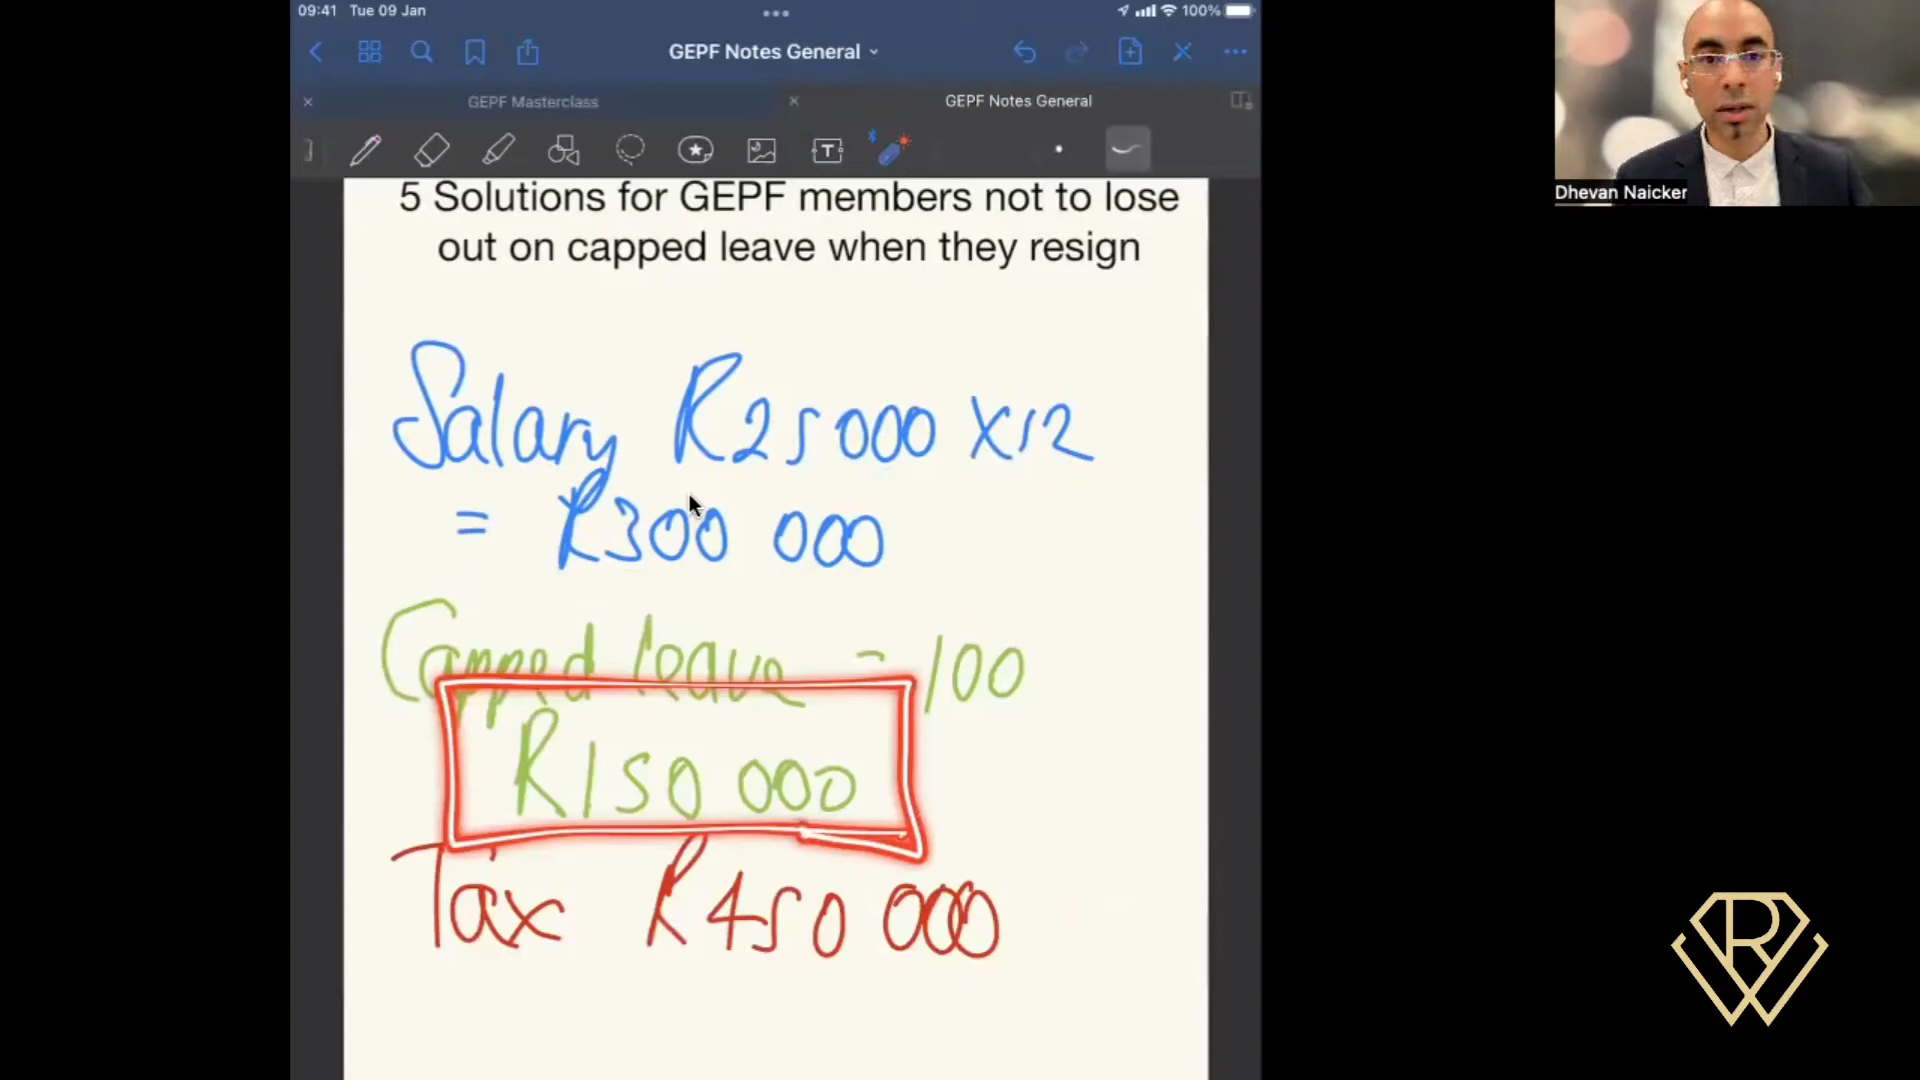 09:41 Tue 09 Jan
100%
GEPF Notes General
GEPF Masterclass
GEPF Notes General
T
5 Solutions for GEPF members not to lose
out on capped leave when they resign
Salary R25000 x12
= R300 000
Capped leave - 100
R150 000
Tax R450 000
Dhevan Naicker
RW